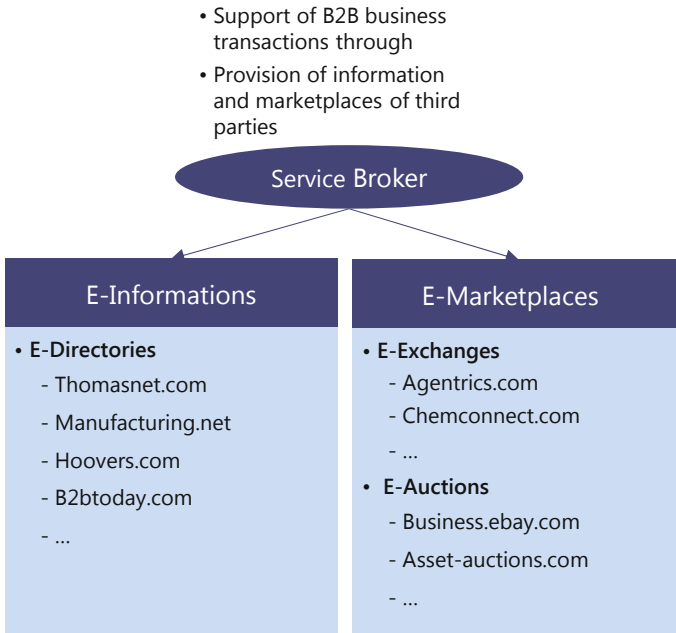 • Support of B2B business
transactions through
• Provision of information
and marketplaces of third
parties
Service Broker
E-Informations
• E-Directories
- Thomasnet.com
- Manufacturing.net
- Hoovers.com
- B2btoday.com
- ...
E-Marketplaces
• E-Exchanges
- Agentrics.com
- Chemconnect.com
- ...
• E-Auctions
- Business.ebay.com
- Asset-auctions.com
- ...